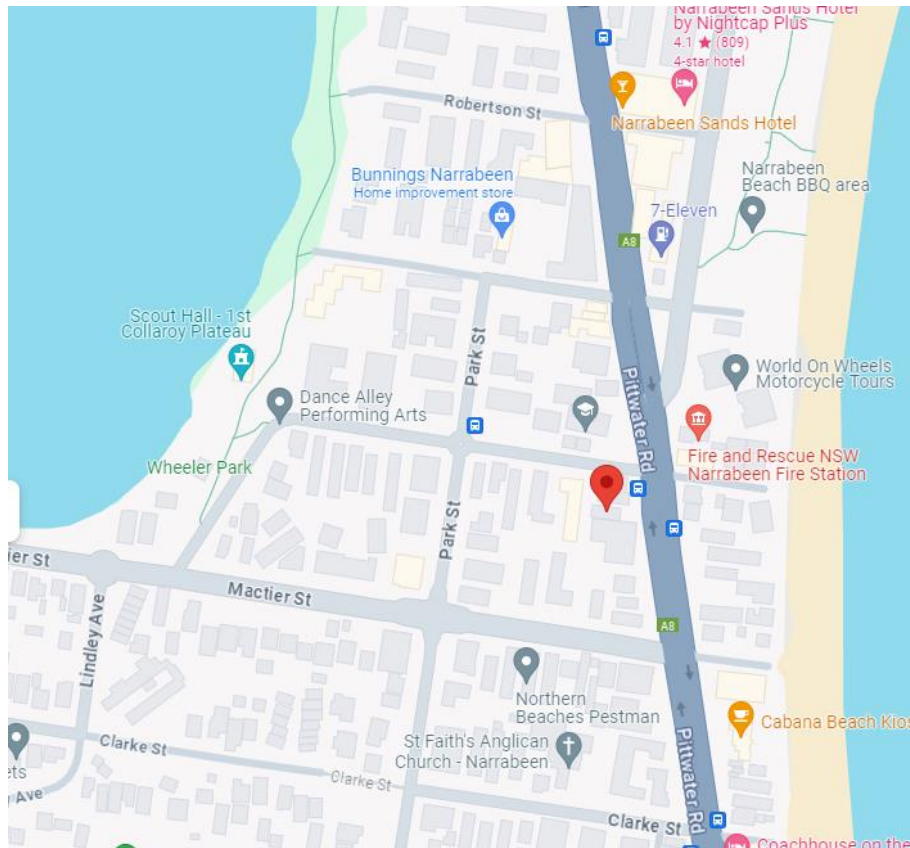 Narrabeen Sands Hotel
by Nightcap Plus
4.1 ★ (809)
4-star hotel
Robertson St
Narrabeen Sands Hotel
Bunnings Narrabeen
Home improvement store
Narrabeen
Beach BBQ area
7-Eleven
A8
Scout Hall - 1st
Collaroy Plateau
Park St
Pittwater Rd
World On Wheels
Motorcycle Tours
Dance Alley
Performing Arts
Wheeler Park
Fire and Rescue NSW
Narrabeen Fire Station
Park St
ier St
Mactier St
A8
Lindley Ave
Northern
Beaches Pestman
Cabana Beach Kios
St Faith's Anglican
Church - Narrabeen
Pittwater Rd
Clarke St
ets
Clarke St
Ave
Clarke St
Coachhouse on the